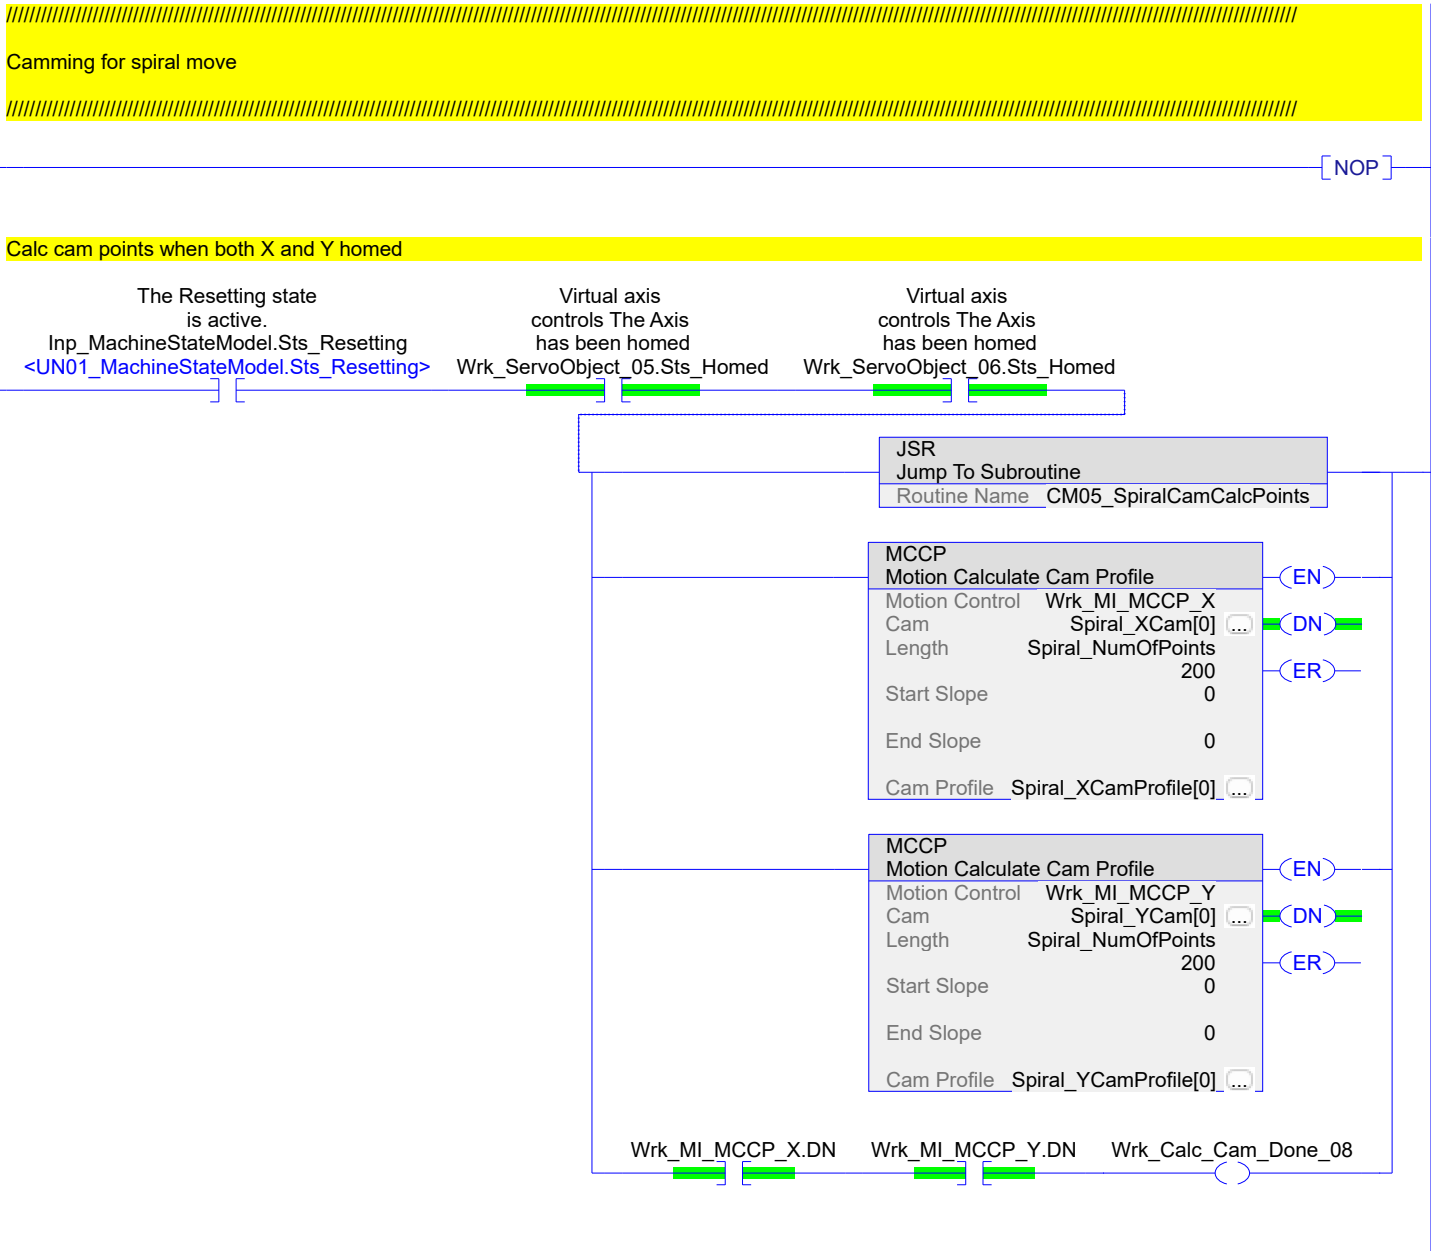 ////////////////////////////////////////////////////////////////////////////////////////////////////////////////////////////////////////////////////////////////////////////////////////////////////////////////////////////////
Camming for spiral move
////////////////////////////////////////////////////////////////////////////////////////////////////////////////////////////////////////////////////////////////////////////////////////////////////////////////////////////////
NOP
Calc cam points when both X and Y homed
The Resetting state
is active.
Inp_MachineStateModel.Sts_Resetting
<UN01_MachineStateModel.Sts_Resetting>
Virtual axis
controls The Axis
has been homed
Wrk_ServoObject_05.Sts_Homed
Virtual axis
controls The Axis
has been homed
Wrk_ServoObject_06.Sts_Homed
JSR
Jump To Subroutine
Routine Name CM05_SpiralCamCalcPoints
MCCP
Motion Calculate Cam Profile
Motion Control Wrk_MI_MCCP_X
Cam Spiral_XCam[0] ...
Length Spiral_NumOfPoints
200
Start Slope 0
End Slope 0
Cam Profile Spiral_XCamProfile[0] ...
EN
DN
ER
MCCP
Motion Calculate Cam Profile
Motion Control Wrk_MI_MCCP_Y
Cam Spiral_YCam[0] ...
Length Spiral_NumOfPoints
200
Start Slope 0
End Slope 0
Cam Profile Spiral_YCamProfile[0] ...
EN
DN
ER
Wrk_MI_MCCP_X.DN
Wrk_MI_MCCP_Y.DN
Wrk_Calc_Cam_Done_08